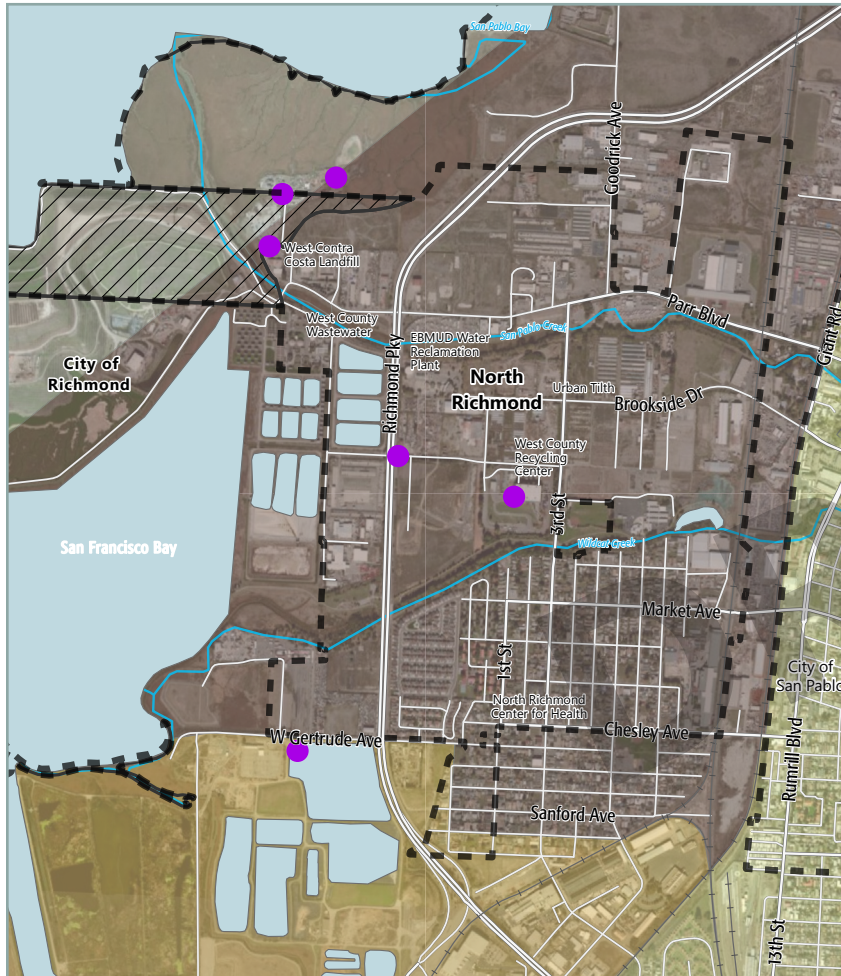 San Pablo Bay
Goodrick Ave
West Contra
Costa Landfill
West County
Wastewater
Richmond Pky
EBMUD Water
Reclamation
Plant
San Pablo Creek
Parr Blvd
Giant Rd
City of
Richmond
North
Richmond
Urban Tilth
Brookside Dr
West County
Recycling
Center
3rd St
San Francisco Bay
Wildcat Creek
Market Ave
1st St
City of
San Pablo
North Richmond
Center for Health
W Gertrude Ave
Chesley Ave
Rumrill Blvd
Sanford Ave
13th St